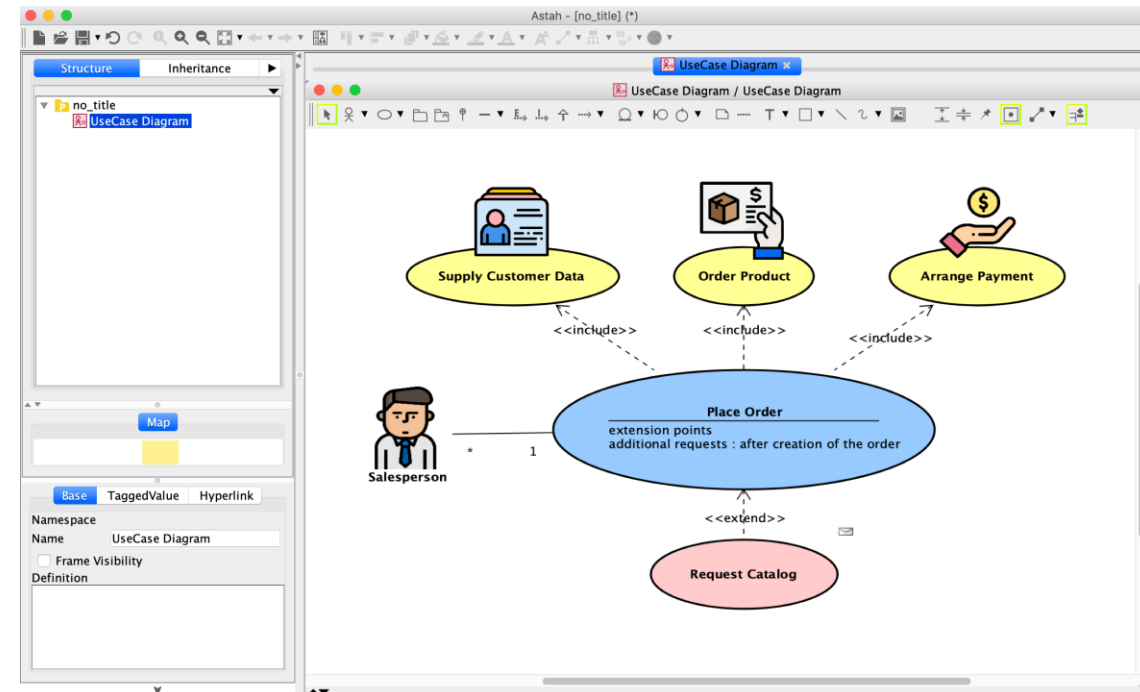 Astah - [no_title] (*)
Structure
Inheritance
no_title
UseCase Diagram
Map
Base
TaggedValue
Hyperlink
Namespace
Name
UseCase Diagram
Frame Visibility
Definition
UseCase Diagram
UseCase Diagram / UseCase Diagram
T
$
$
Supply Customer Data
Order Product
Arrange Payment
<<include>>
<<include>>
<<include>>
Place Order
extension points
additional requests : after creation of the order
*
1
Salesperson
<<extend>>
Request Catalog